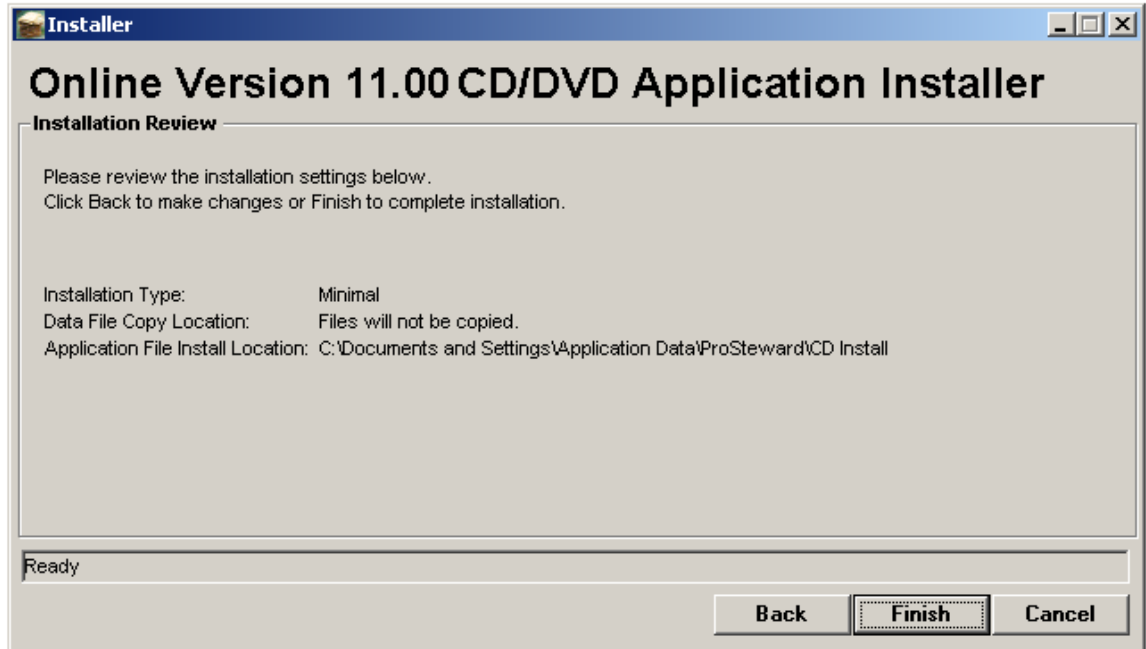 Installer
Online Version 11.00 CD/DVD Application Installer
Installation Review
Please review the installation settings below.
Click Back to make changes or Finish to complete installation.
Installation Type: Minimal
Data File Copy Location: Files will not be copied.
Application File Install Location: C:\Documents and Settings\Application Data\ProSteward\CD Install
Ready
Back Finish Cancel